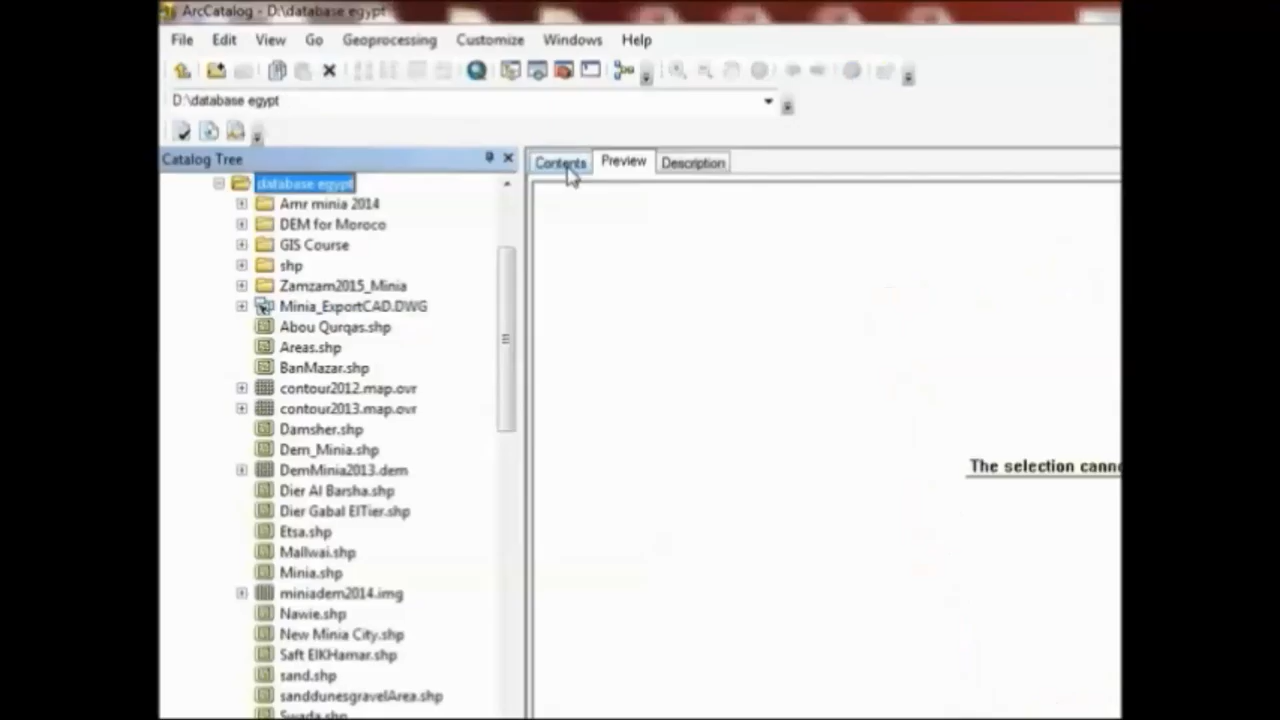 ArcCatalog - D:\database egypt
File Edit View Go Geoprocessing Customize Windows Help
D:\database egypt
Catalog Tree
Contents Preview Description
database egypt
Amr minia 2014
DEM for Moroco
GIS Course
shp
Zamzam2015_Minia
Minia_ExportCAD.DWG
Abou Qurqas.shp
Areas.shp
BanMazar.shp
contour2012.map.ovr
contour2013.map.ovr
Damsher.shp
Dem_Minia.shp
The selection canno
DemMinia2013.dem
Dier Al Barsha.shp
Dier Gabal ElTier.shp
Etsa.shp
Mallwai.shp
Minia.shp
miniadem2014.img
Nawie.shp
New Minia City.shp
Saft ElKHamar.shp
sand.shp
sanddunesgravelArea.shp
Swada.shp